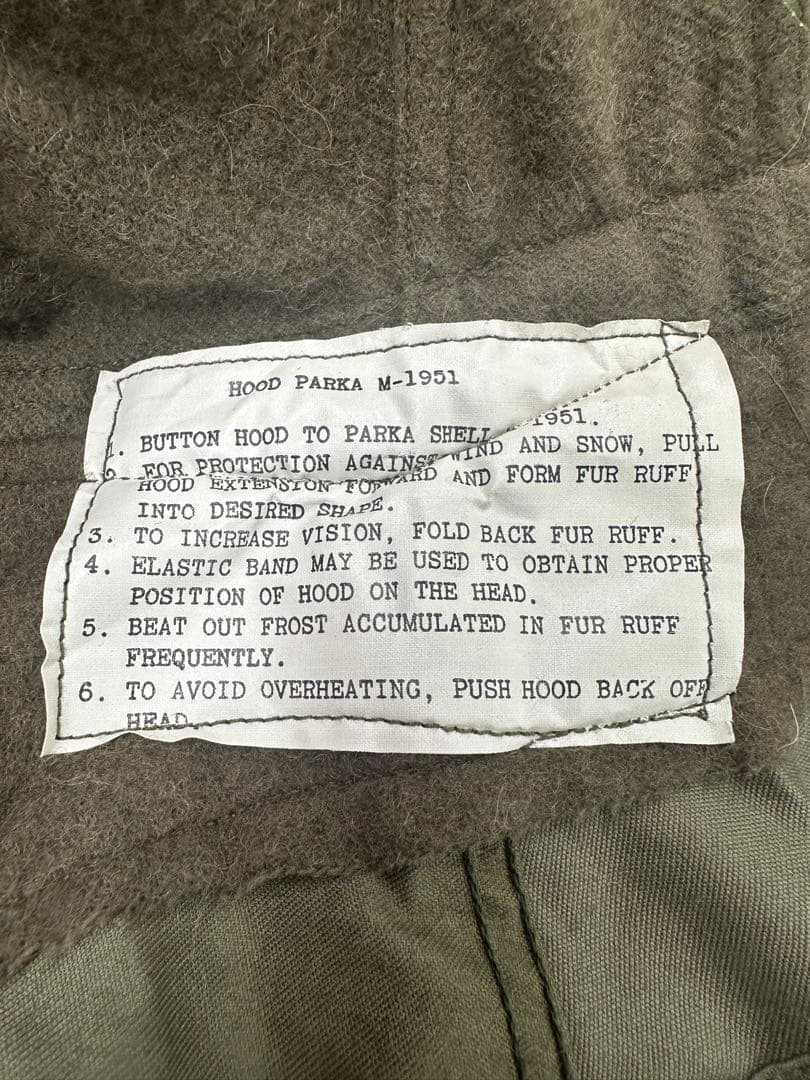 HOOD PARKA M-1951
1. BUTTON HOOD TO PARKA SHELL 1951.
2. FOR PROTECTION AGAINST WIND AND SNOW, PULL
HOOD EXTENSION FORWARD AND FORM FUR RUFF
INTO DESIRED SHAPE.
3. TO INCREASE VISION, FOLD BACK FUR RUFF.
4. ELASTIC BAND MAY BE USED TO OBTAIN PROPER
POSITION OF HOOD ON THE HEAD.
5. BEAT OUT FROST ACCUMULATED IN FUR RUFF
FREQUENTLY.
6. TO AVOID OVERHEATING, PUSH HOOD BACK OFF
HEAD.